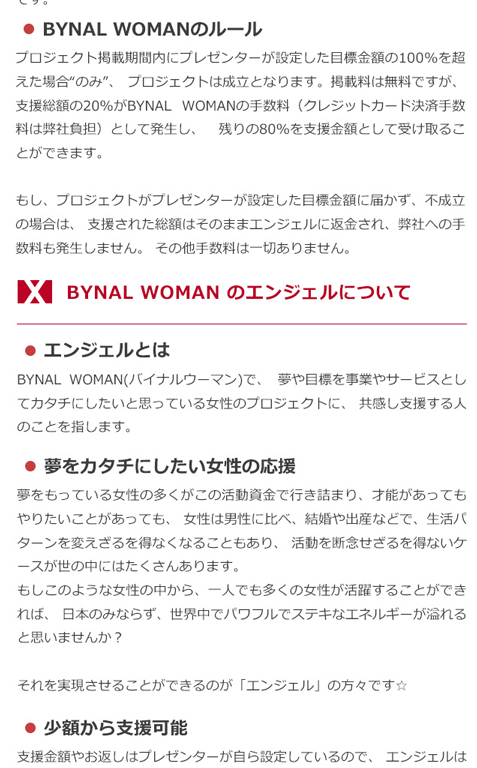 です。
BYNAL WOMANのルール
プロジェクト掲載期間内にプレゼンターが設定した目標金額の100%を超
えた場合“のみ”、 プロジェクトは成立となります。掲載料は無料ですが、
支援総額の20%がBYNAL WOMANの手数料（クレジットカード決済手数
料は弊社負担）として発生し、 残りの80%を支援金額として受け取るこ
とができます。
もし、プロジェクトがプレゼンターが設定した目標金額に届かず、不成立
の場合は、 支援された総額はそのままエンジェルに返金され、弊社への手
数料も発生しません。 その他手数料は一切ありません。
BYNAL WOMAN のエンジェルについて
エンジェルとは
BYNAL WOMAN(バイナルウーマン)で、 夢や目標を事業やサービスとし
てカタチにしたいと思っている女性のプロジェクトに、 共感し支援する人
のことを指します。
夢をカタチにしたい女性の応援
夢をもっている女性の多くがこの活動資金で行き詰まり、才能があっても
やりたいことがあっても、 女性は男性に比べ、結婚や出産などで、生活パ
ターンを変えざるを得なくなることもあり、 活動を断念せざるを得ないケ
ースが世の中にはたくさんあります。
もしこのような女性の中から、一人でも多くの女性が活躍することができ
れば、 日本のみならず、世界中でパワフルでステキなエネルギーが溢れる
と思いませんか？
それを実現させることができるのが「エンジェル」の方々です☆
少額から支援可能
支援金額やお返しはプレゼンターが自ら設定しているので、 エンジェルは